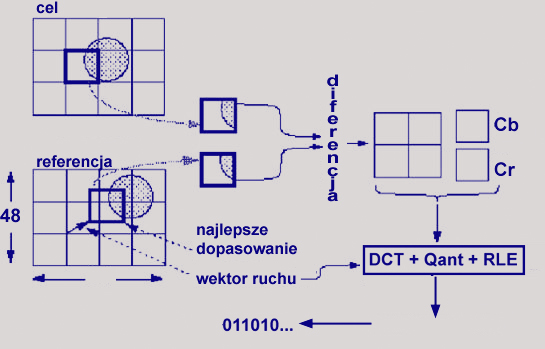 cel
referencja
48
diferencja
Cb
Cr
najlepsze
dopasowanie
wektor ruchu
DCT + Qant + RLE
011010...